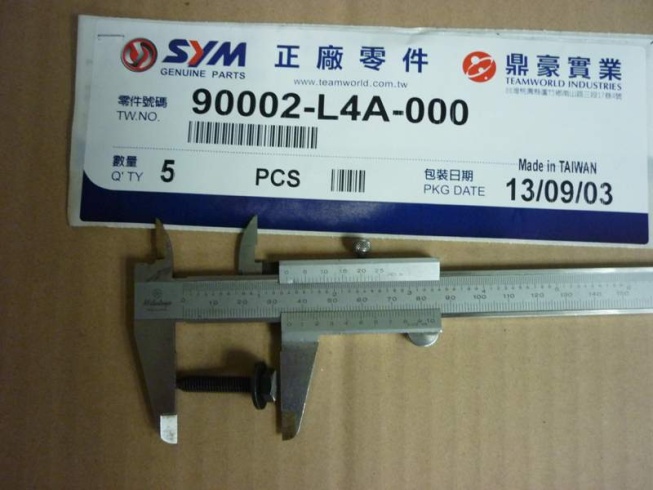 SYM 正廠零件 鼎豪實業
GENUINE PARTS www.teamworld.com.tw TEAMWORLD INDUSTRIES
零件號碼
TW.NO. 90002-L4A-000
數量
Q'TY 5 PCS
包裝日期
PKG DATE 13/09/03
Made in TAIWAN
Mitutoyo